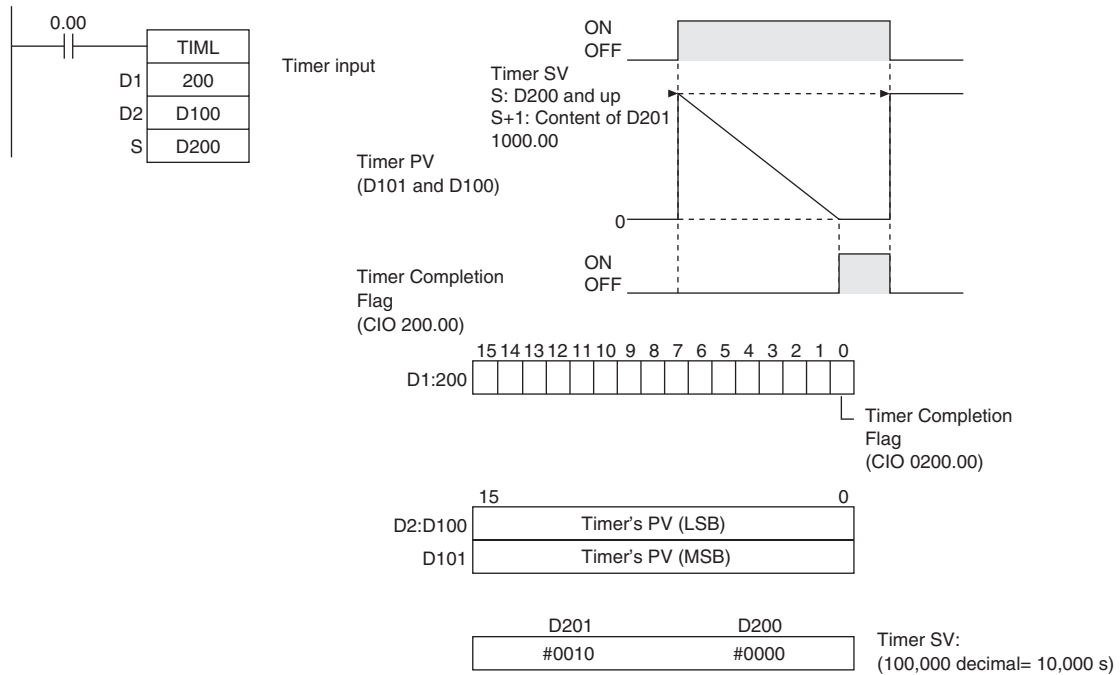 0.00
TIML
D1 200
D2 D100
S D200
Timer input
ON
OFF
Timer SV
S: D200 and up
S+1: Content of D201
1000.00
Timer PV
(D101 and D100)
0
Timer Completion
Flag
(CIO 200.00)
ON
OFF
15 14 13 12 11 10 9 8 7 6 5 4 3 2 1 0
D1:200
Timer Completion
Flag
(CIO 0200.00)
15 0
D2:D100 Timer's PV (LSB)
D101 Timer's PV (MSB)
D201 D200
#0010 #0000
Timer SV:
(100,000 decimal= 10,000 s)